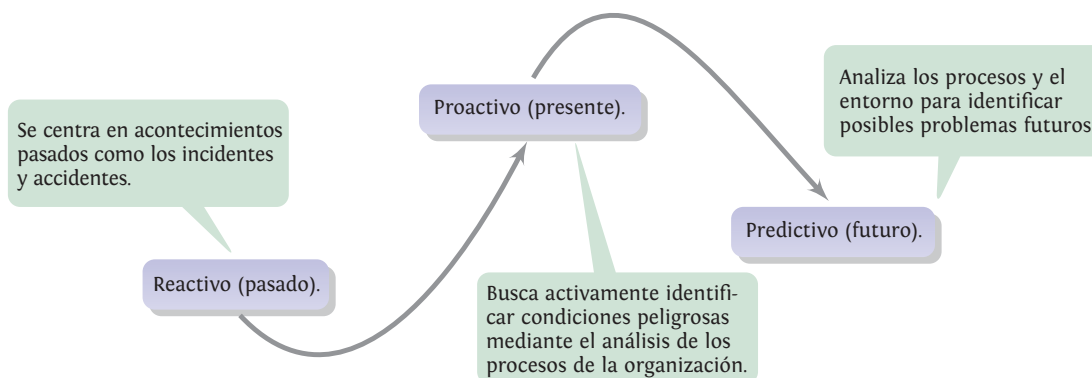 Se centra en acontecimientos
pasados como los incidentes
y accidentes.
Reactivo (pasado).
Proactivo (presente).
Busca activamente identifi-
car condiciones peligrosas
mediante el análisis de los
procesos de la organización.
Analiza los procesos y el
entorno para identificar
posibles problemas futuros
Predictivo (futuro).